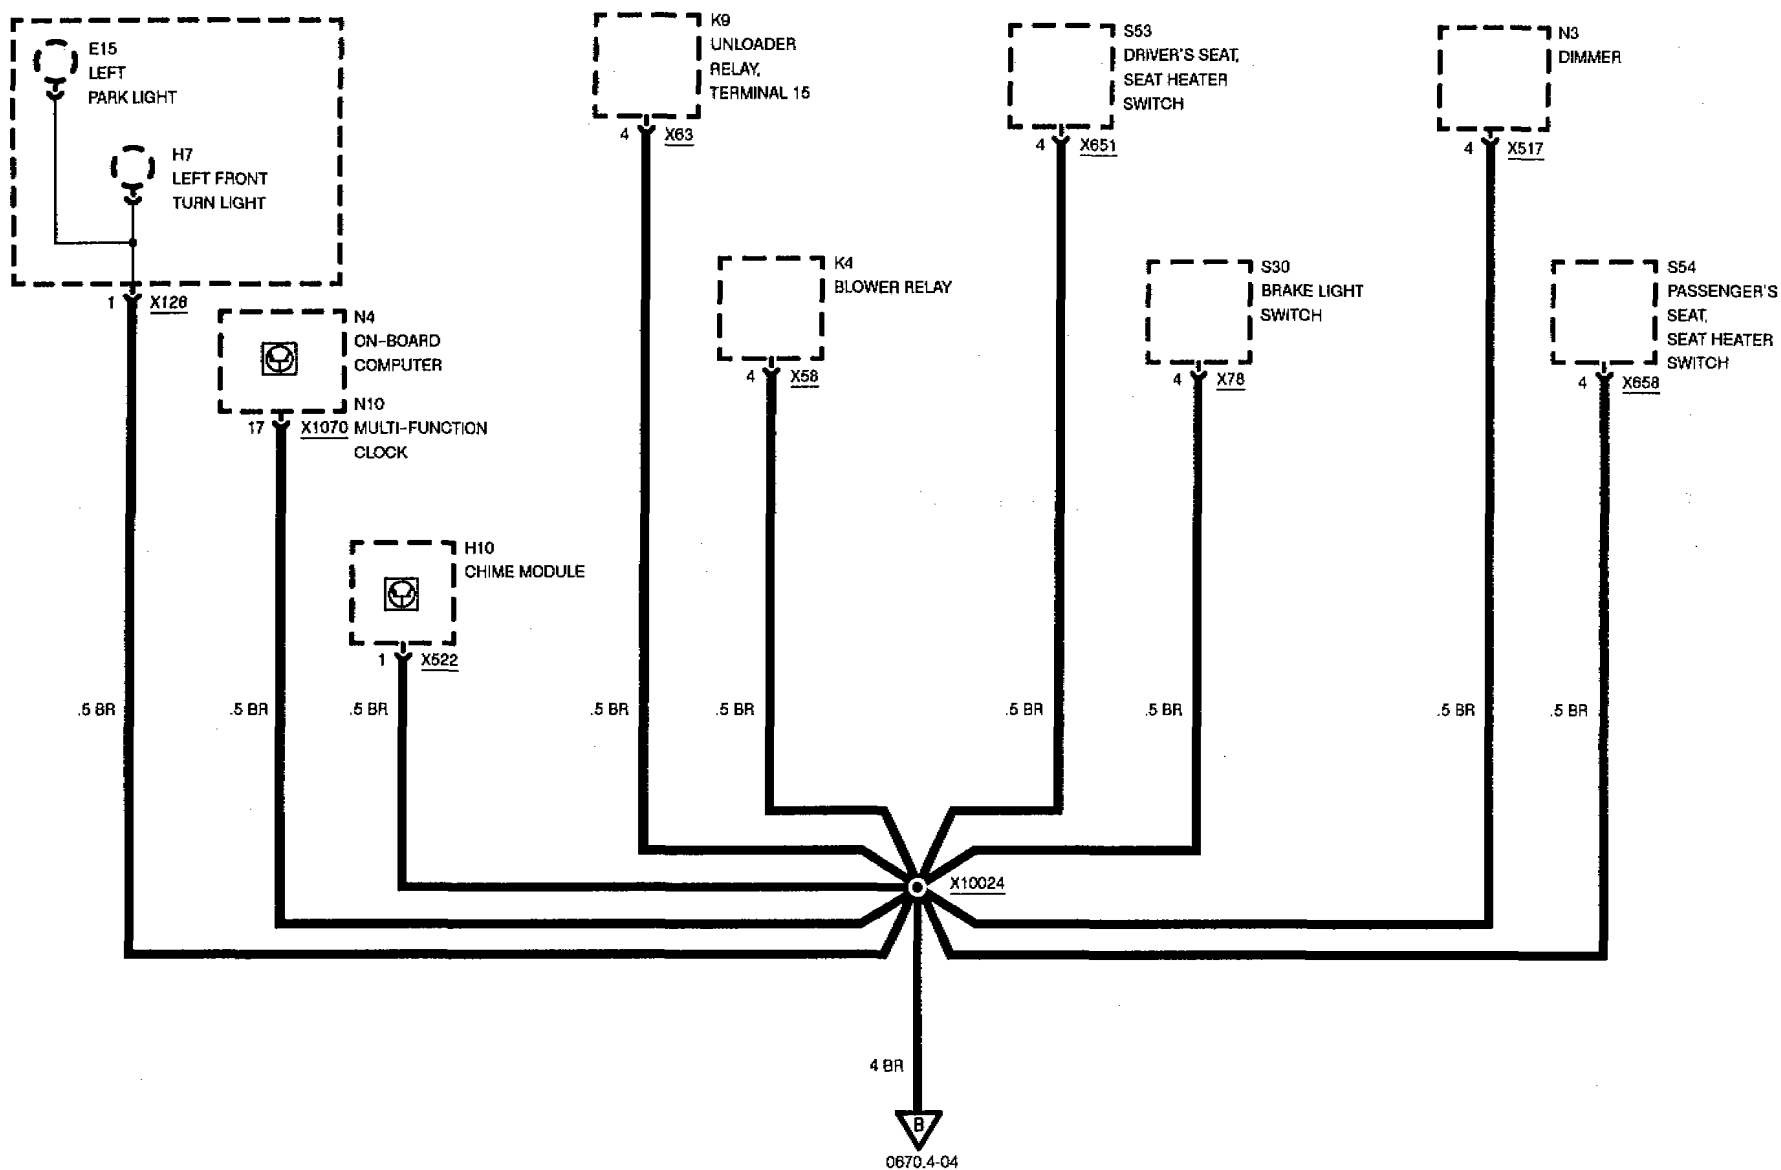 E15
LEFT
PARK LIGHT
H7
LEFT FRONT
TURN LIGHT
1 X126
N4
ON-BOARD
COMPUTER
N10
17 X1070 MULTI-FUNCTION
CLOCK
H10
CHIME MODULE
1 X522
K9
UNLOADER
RELAY,
TERMINAL 15
4 X63
K4
BLOWER RELAY
4 X58
S53
DRIVER'S SEAT,
SEAT HEATER
SWITCH
4 X651
S30
BRAKE LIGHT
SWITCH
4 X78
N3
DIMMER
4 X517
S54
PASSENGER'S
SEAT,
SEAT HEATER
SWITCH
4 X658
.5 BR .5 BR .5 BR .5 BR .5 BR .5 BR .5 BR .5 BR .5 BR
X10024
4 BR
B
0670.4-04